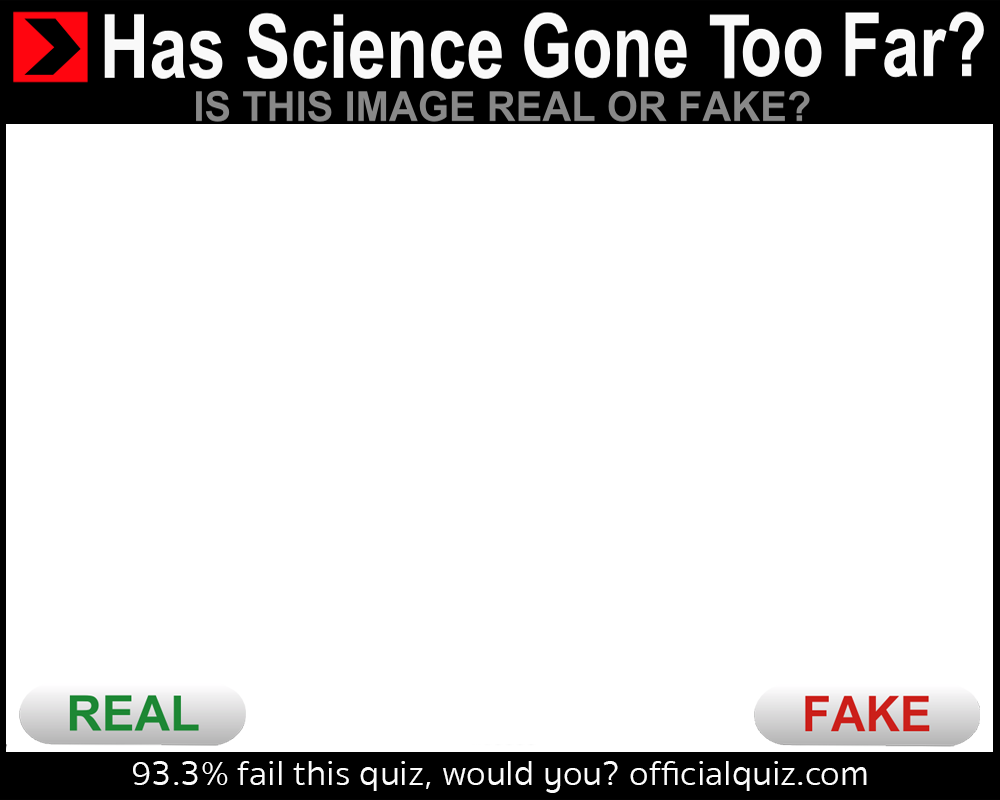 Has Science Gone Too Far?
IS THIS IMAGE REAL OR FAKE?
REAL
FAKE
93.3% fail this quiz, would you? officialquiz.com